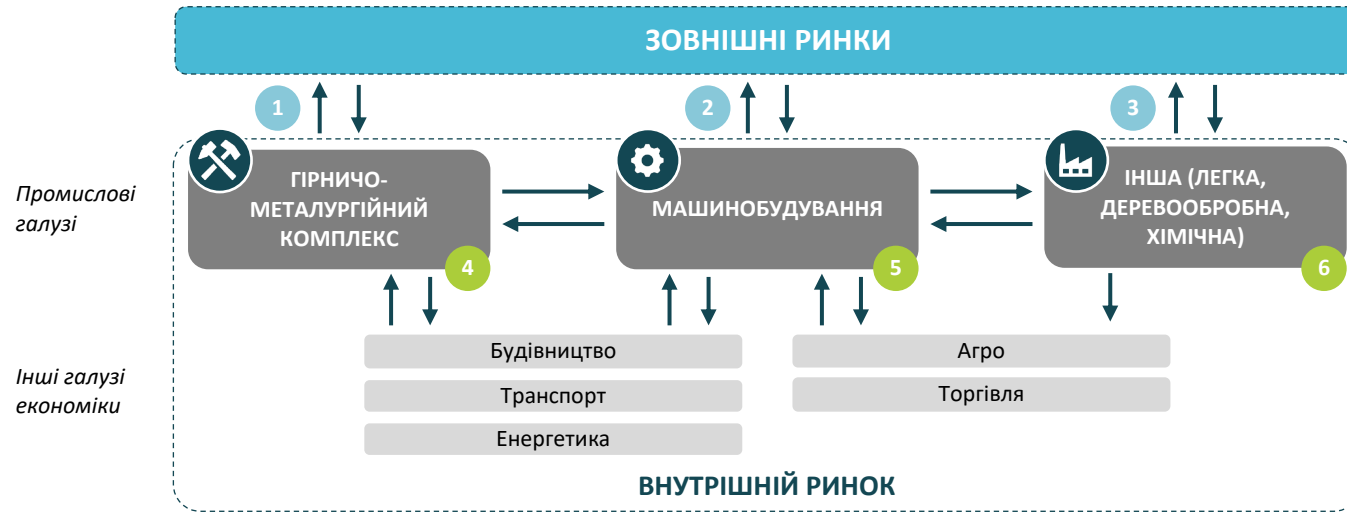 ЗОВНІШНІ РИНКИ
1
2
3
Промислові
галузі
ГІРНИЧО-
МЕТАЛУРГІЙНИЙ
КОМПЛЕКС
4
МАШИНОБУДУВАННЯ
5
ІНША (ЛЕГКА,
ДЕРЕВООБРОБНА,
ХІМІЧНА)
6
Інші галузі
економіки
Будівництво
Транспорт
Енергетика
Агро
Торгівля
ВНУТРІШНІЙ РИНОК